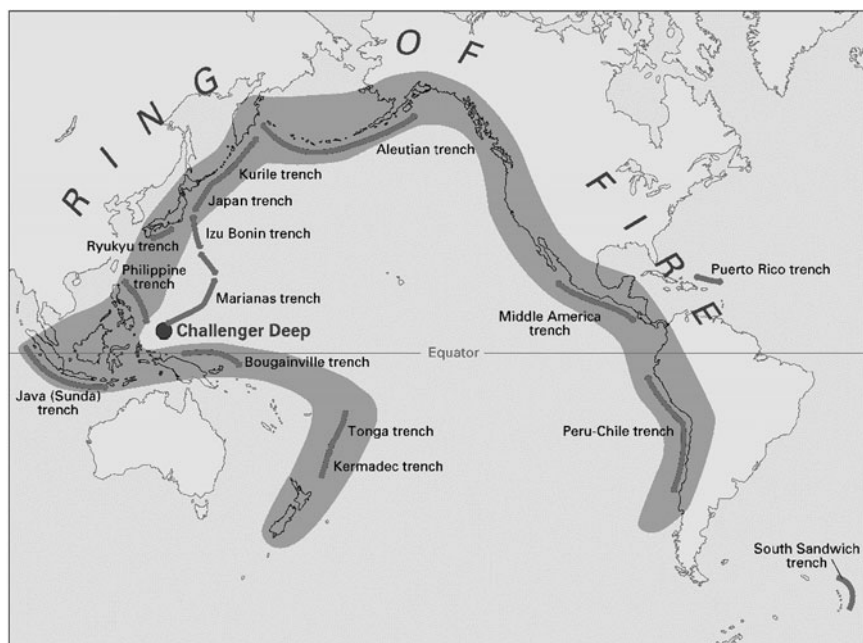 RING OF FIRE
Aleutian trench
Kurile trench
Japan trench
Izu Bonin trench
Ryukyu trench
Philippine
trench
Marianas trench
Challenger Deep
Puerto Rico trench
Middle America
trench
Equator
Bougainville trench
Java (Sunda)
trench
Tonga trench
Kermadec trench
Peru-Chile trench
South Sandwich
trench